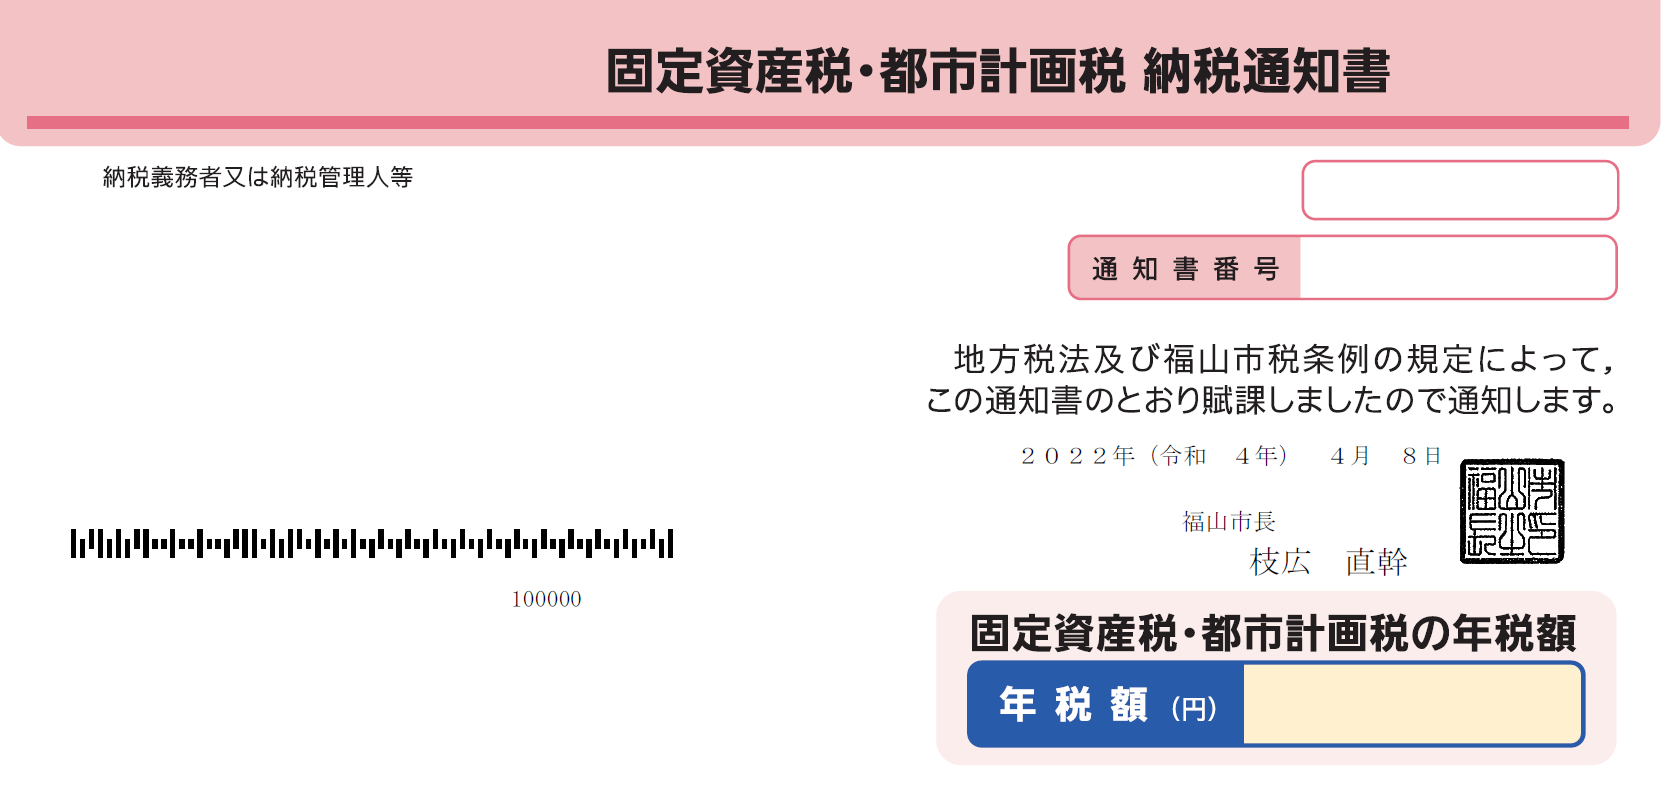 固定資産税・都市計画税 納税通知書
納税義務者又は納税管理人等
通知書番号
地方税法及び福山市税条例の規定によって,
この通知書のとおり賦課しましたので通知します。
２０２２年（令和　４年）　４月　８日
福山市長
枝広　直幹
福山市長之印
100000
固定資産税・都市計画税の年税額
年税額（円）